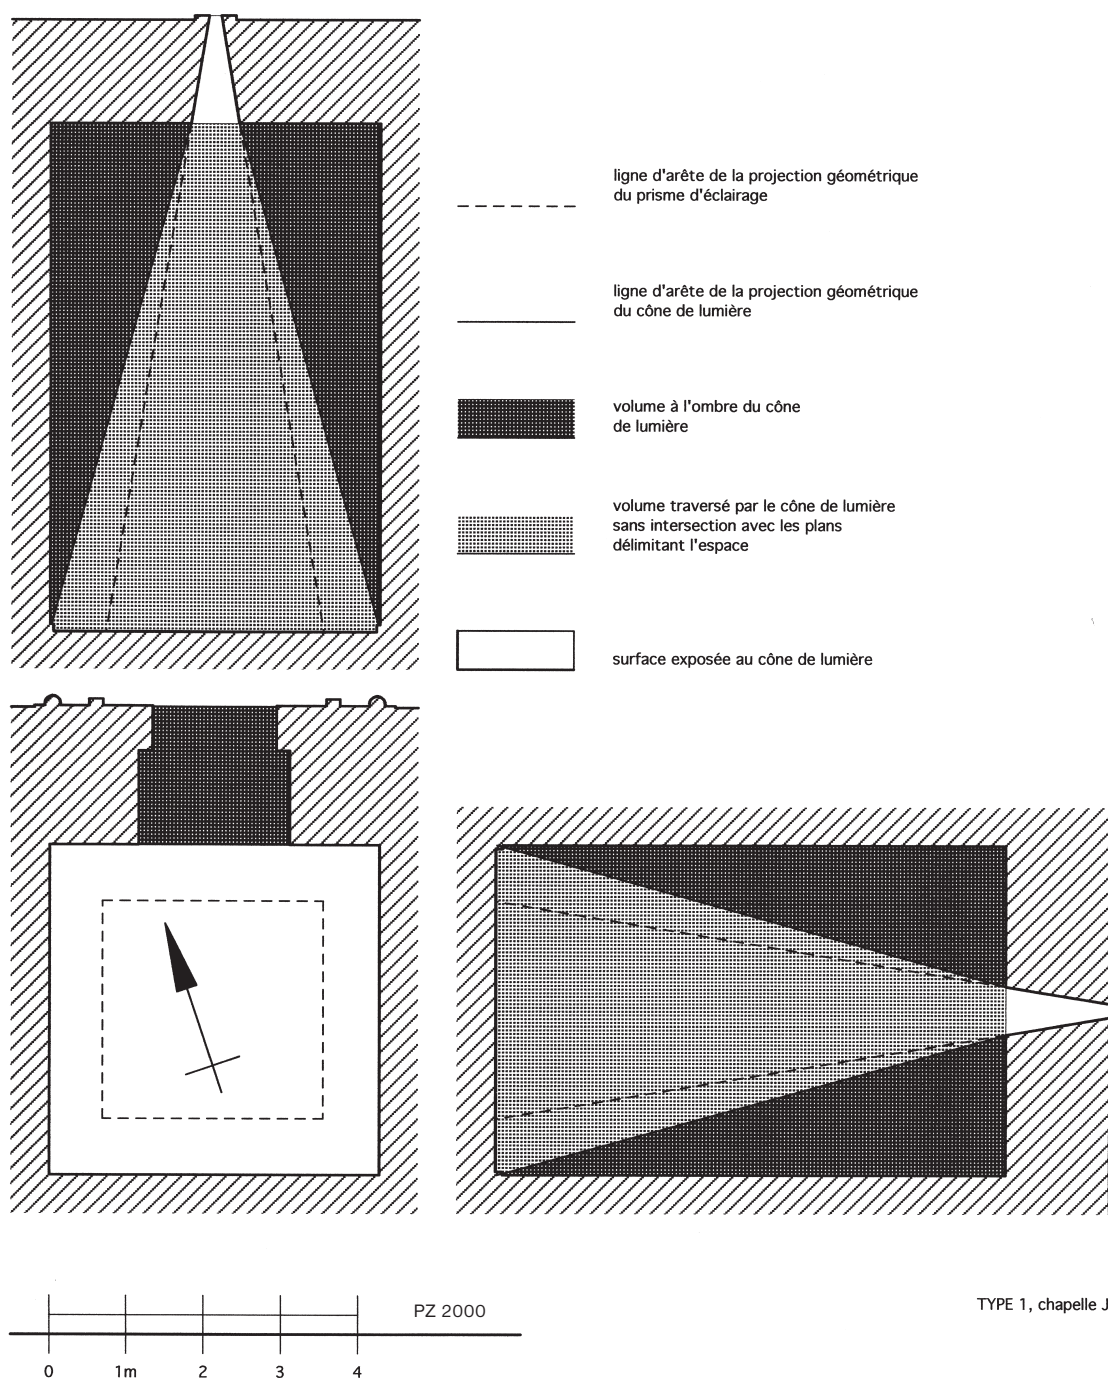 ligne d'arête de la projection géométrique
du prisme d'éclairage
ligne d'arête de la projection géométrique
du cône de lumière
volume à l'ombre du cône
de lumière
volume traversé par le cône de lumière
sans intersection avec les plans
délimitant l'espace
surface exposée au cône de lumière
PZ 2000
TYPE 1, chapelle J
0 1m 2 3 4